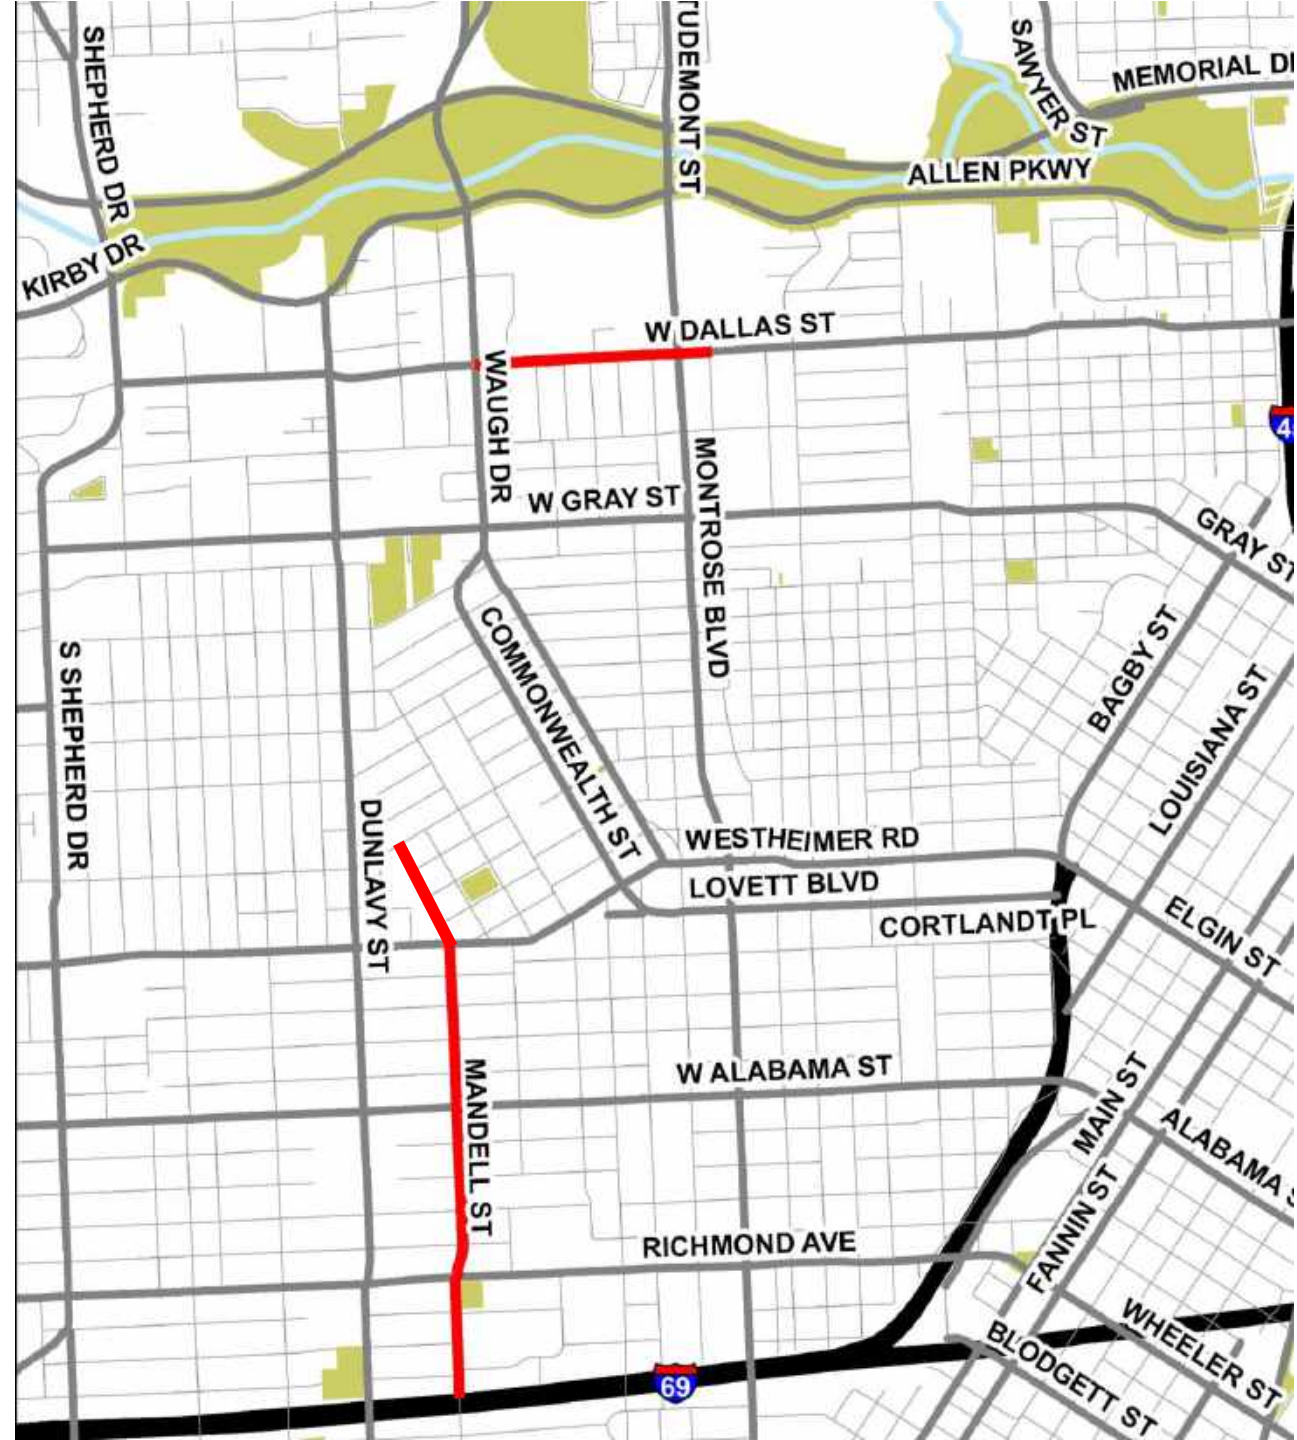 SHEPHERD DR
TUDEMONT ST
SAWYER ST
MEMORIAL DR
ALLEN PKWY
KIRBY DR
W DALLAS ST
WAUGH DR
4
MONTROSE BLVD
W GRAY ST
GRAY ST
COMMONWEALTH ST
BAGBY ST
S SHEPHERD DR
LOUISIANA ST
DUNLAVY ST
WESTHEIMER RD
LOVETT BLVD
CORTLANDT PL
ELGIN ST
MANDELL ST
W ALABAMA ST
MAIN ST
ALABAMA S
FANNIN ST
RICHMOND AVE
WHEELER ST
BLODGETT ST
69